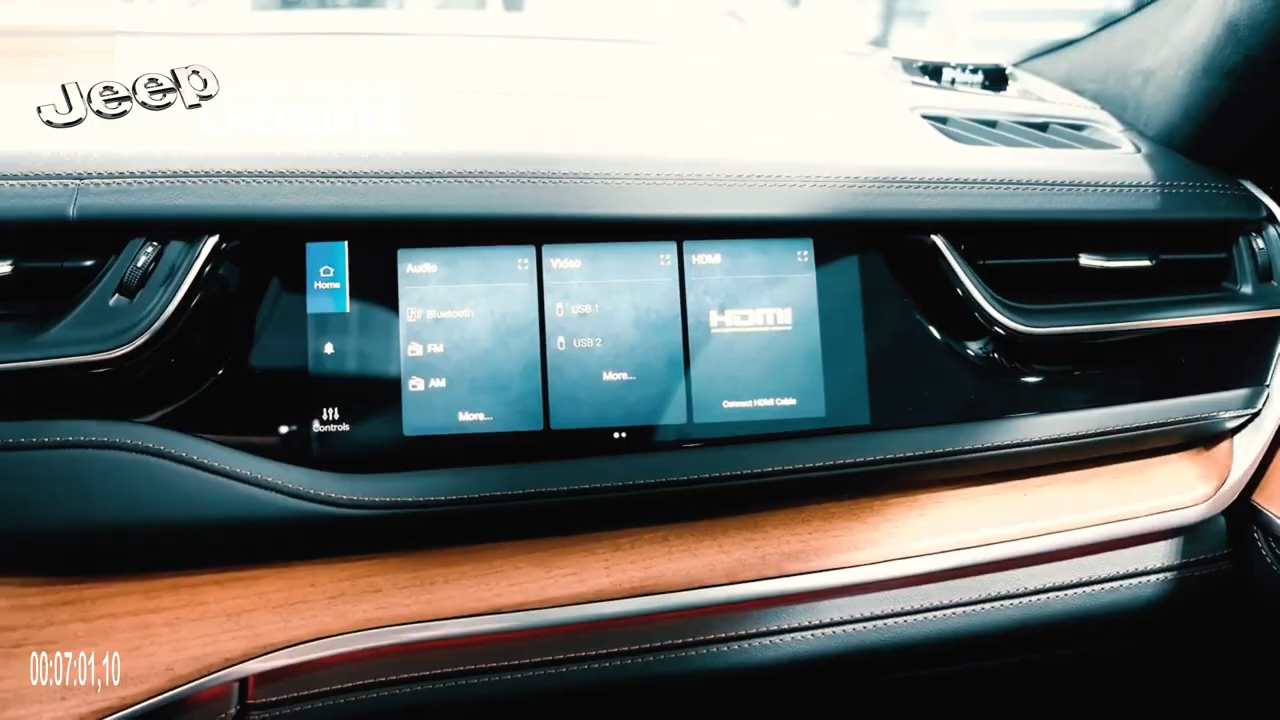 Jeep
Home
Controls
Audio
Bluetooth
FM
AM
More...
Video
USB 1
USB 2
More...
HDMI
HDMI
Connect HDMI Cable
00:07:01,10